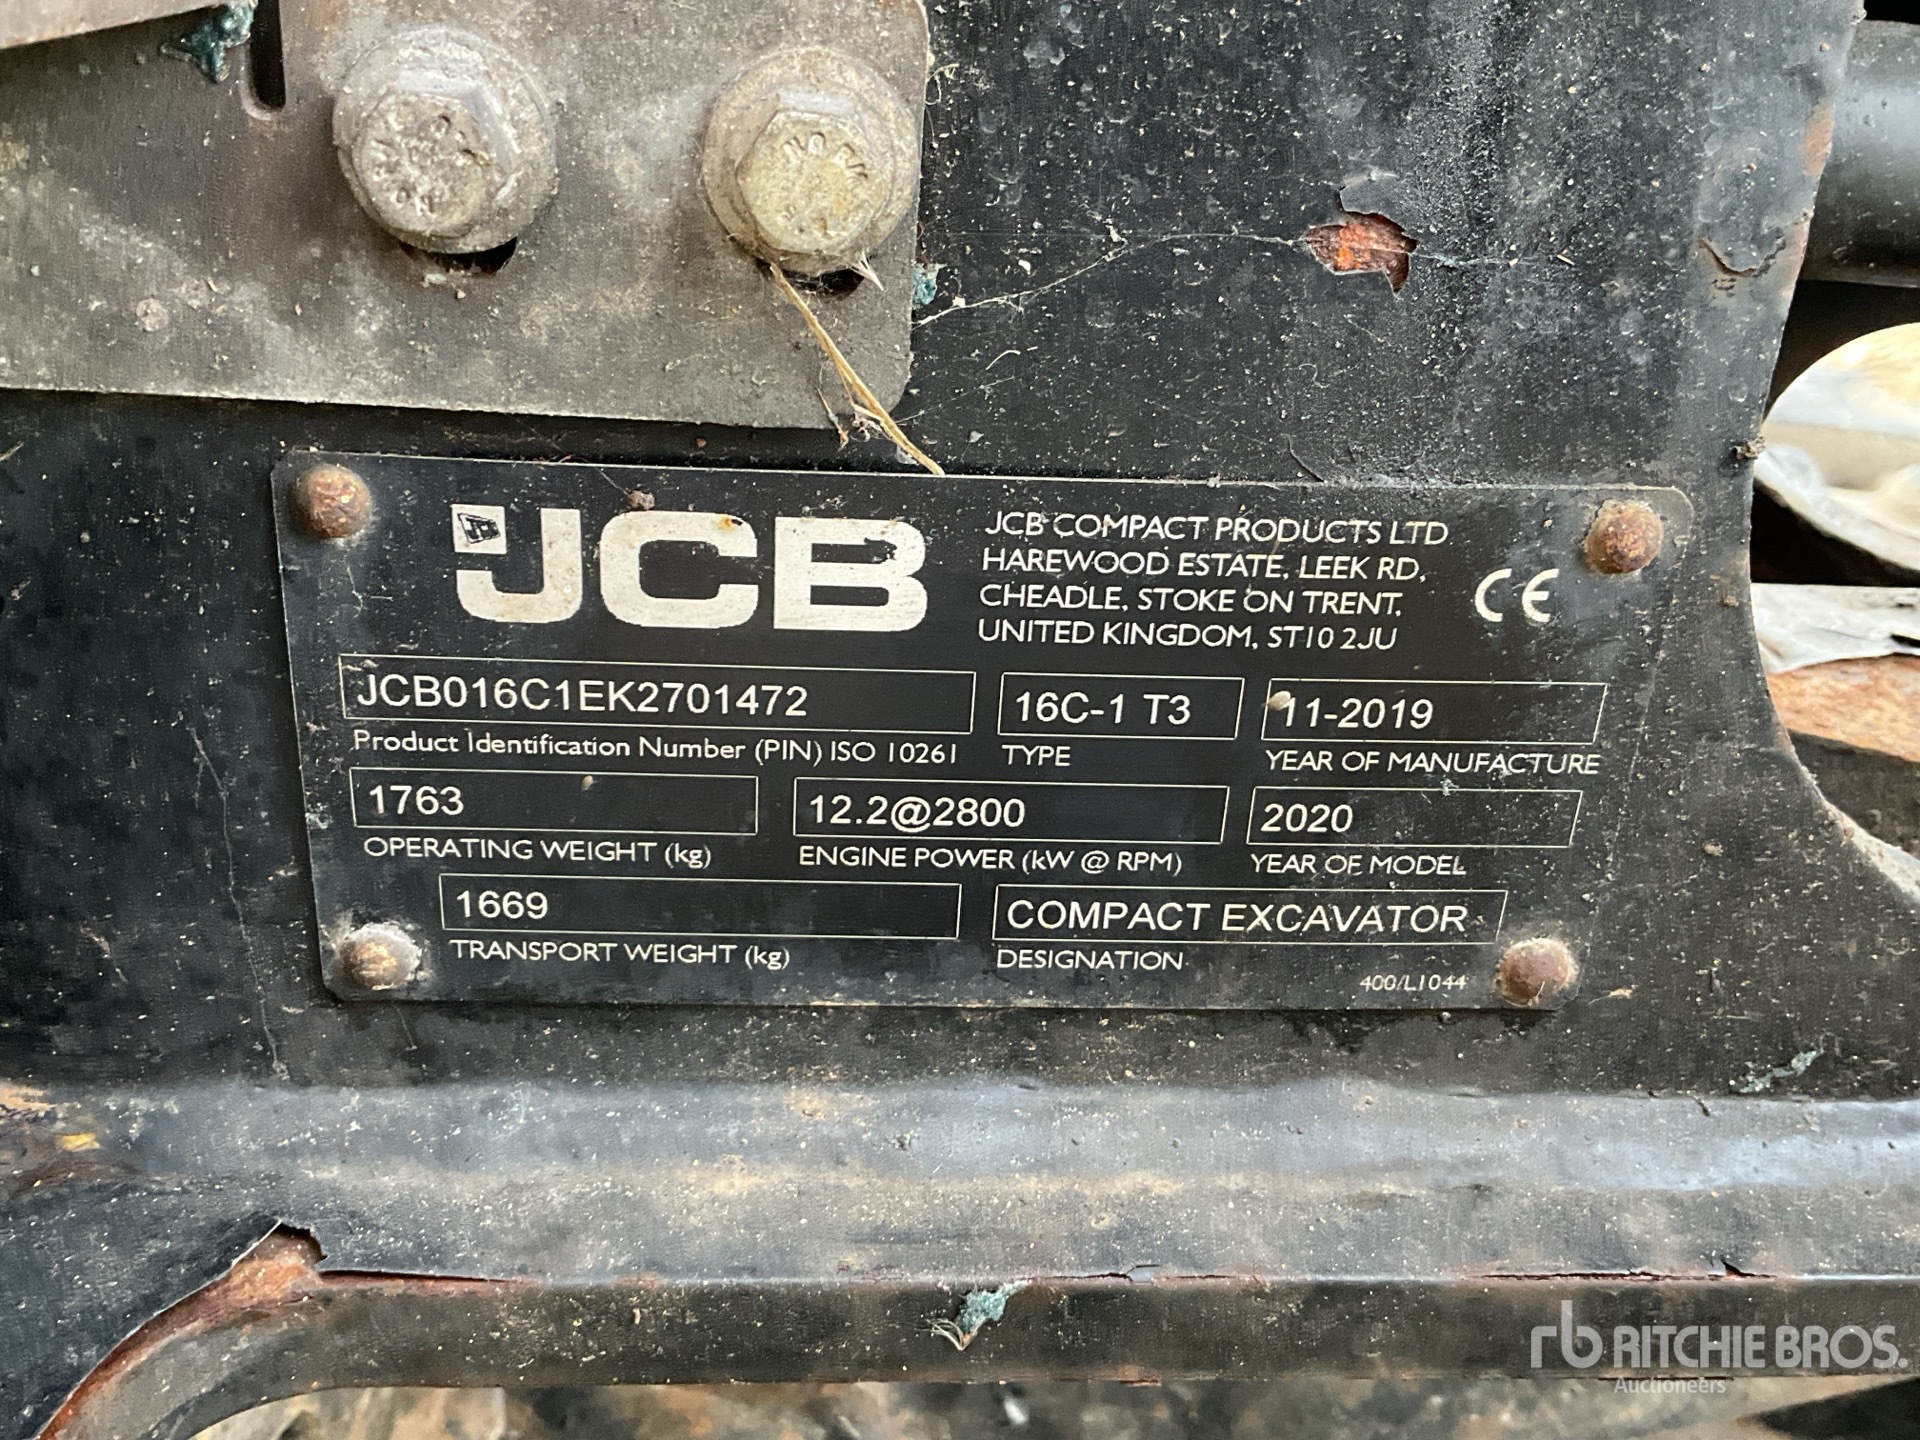 JCB
JCB COMPACT PRODUCTS LTD
HAREWOOD ESTATE, LEEK RD,
CHEADLE, STOKE ON TRENT,
UNITED KINGDOM, ST10 2JU
CE
JCB016C1EK2701472
Product Identification Number (PIN) ISO 10261
16C-1 T3
TYPE
11-2019
YEAR OF MANUFACTURE
1763
OPERATING WEIGHT (kg)
12.2@2800
ENGINE POWER (kW @ RPM)
2020
YEAR OF MODEL
1669
TRANSPORT WEIGHT (kg)
COMPACT EXCAVATOR
DESIGNATION
400/L1044
rb RITCHIE BROS.
Auctioneers